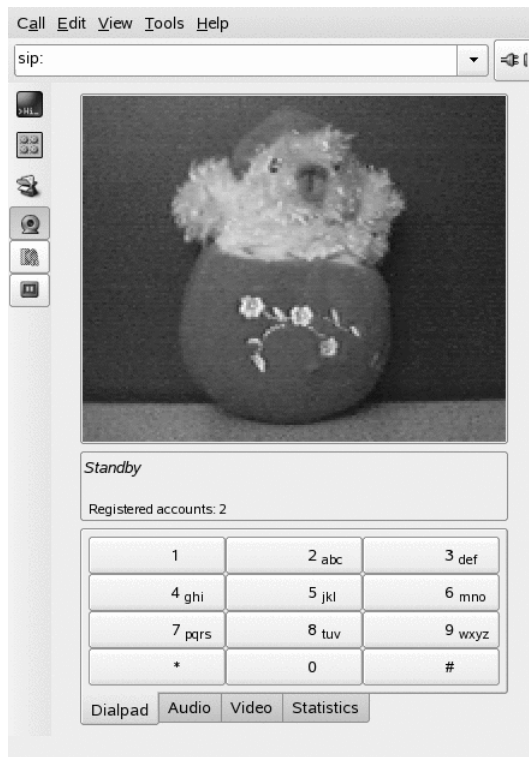 Call Edit View Tools Help
sip:
>Hi...
Standby
Registered accounts: 2
1 2 abc 3 def
4 ghi 5 jkl 6 mno
7 pqrs 8 tuv 9 wxyz
* 0 #
Dialpad Audio Video Statistics